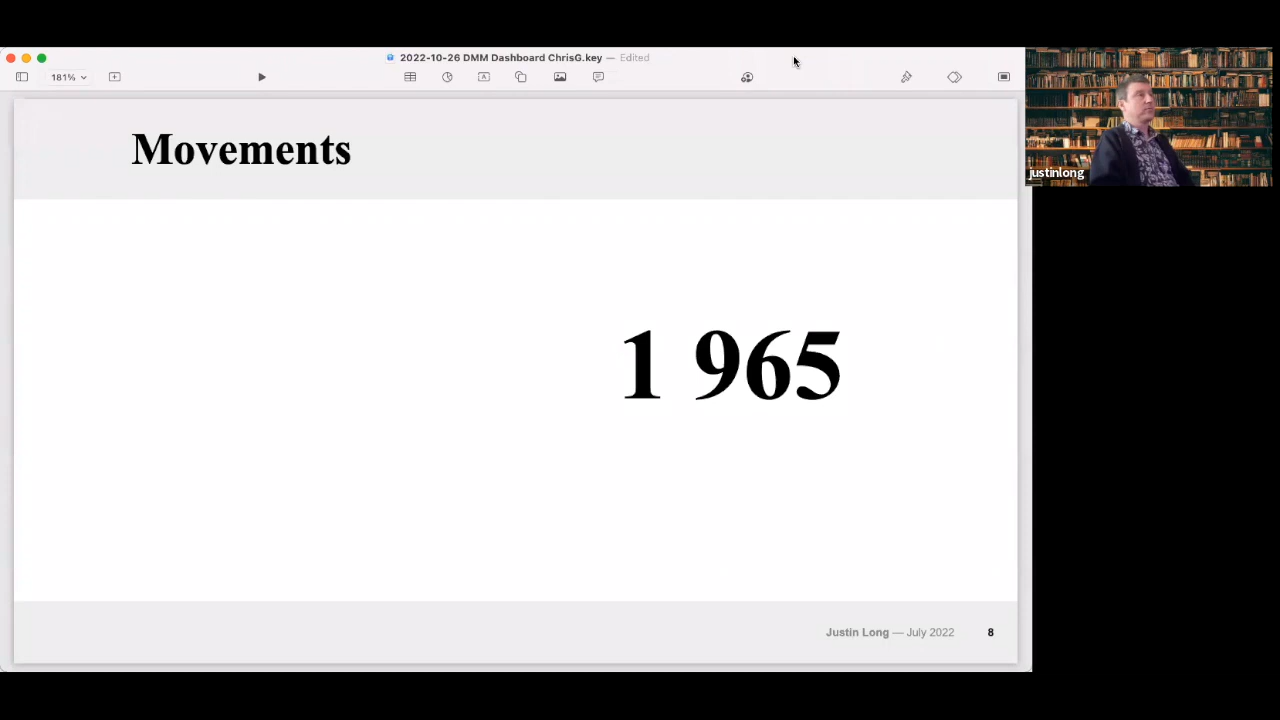 2022-10-26 DMM Dashboard ChrisG.key — Edited
181%
Movements
justinlong
1 965
Justin Long — July 2022
8